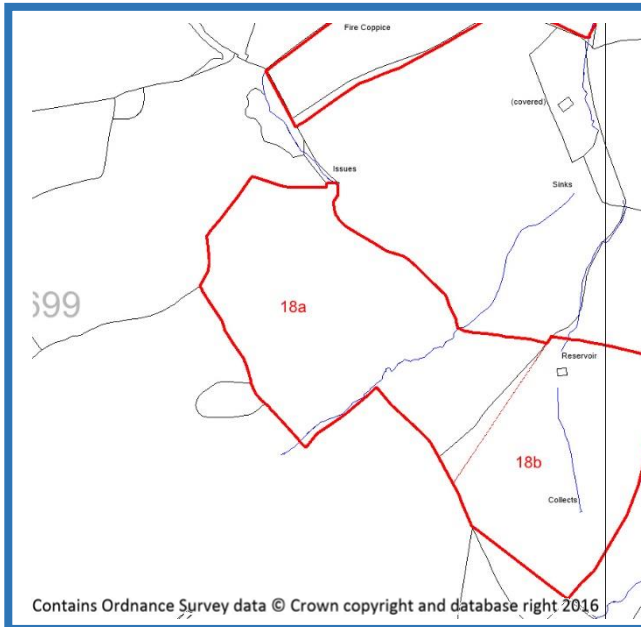 Fire Coppice
(covered)
Issues
Sinks
699
18a
Reservoir
18b
Collects
Contains Ordnance Survey data © Crown copyright and database right 2016